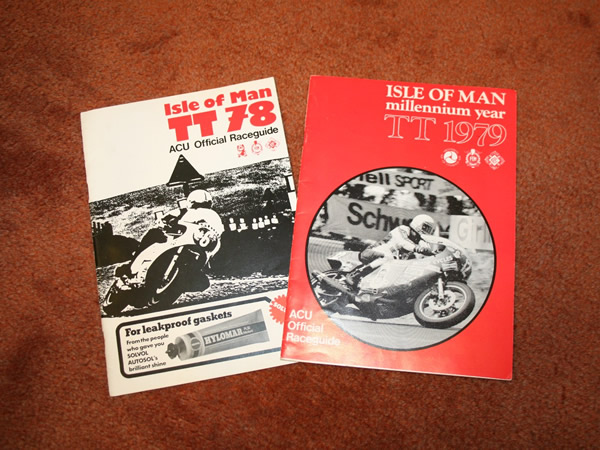 Isle of Man
TT 78
ACU Official Raceguide
For leakproof gaskets
From the people
who gave you
SOLVOL
AUTOSOL's
brilliant shine
HYLOMAR
ISLE OF MAN
millennium year
TT 1979
SPORT
ACU
Official
Raceguide